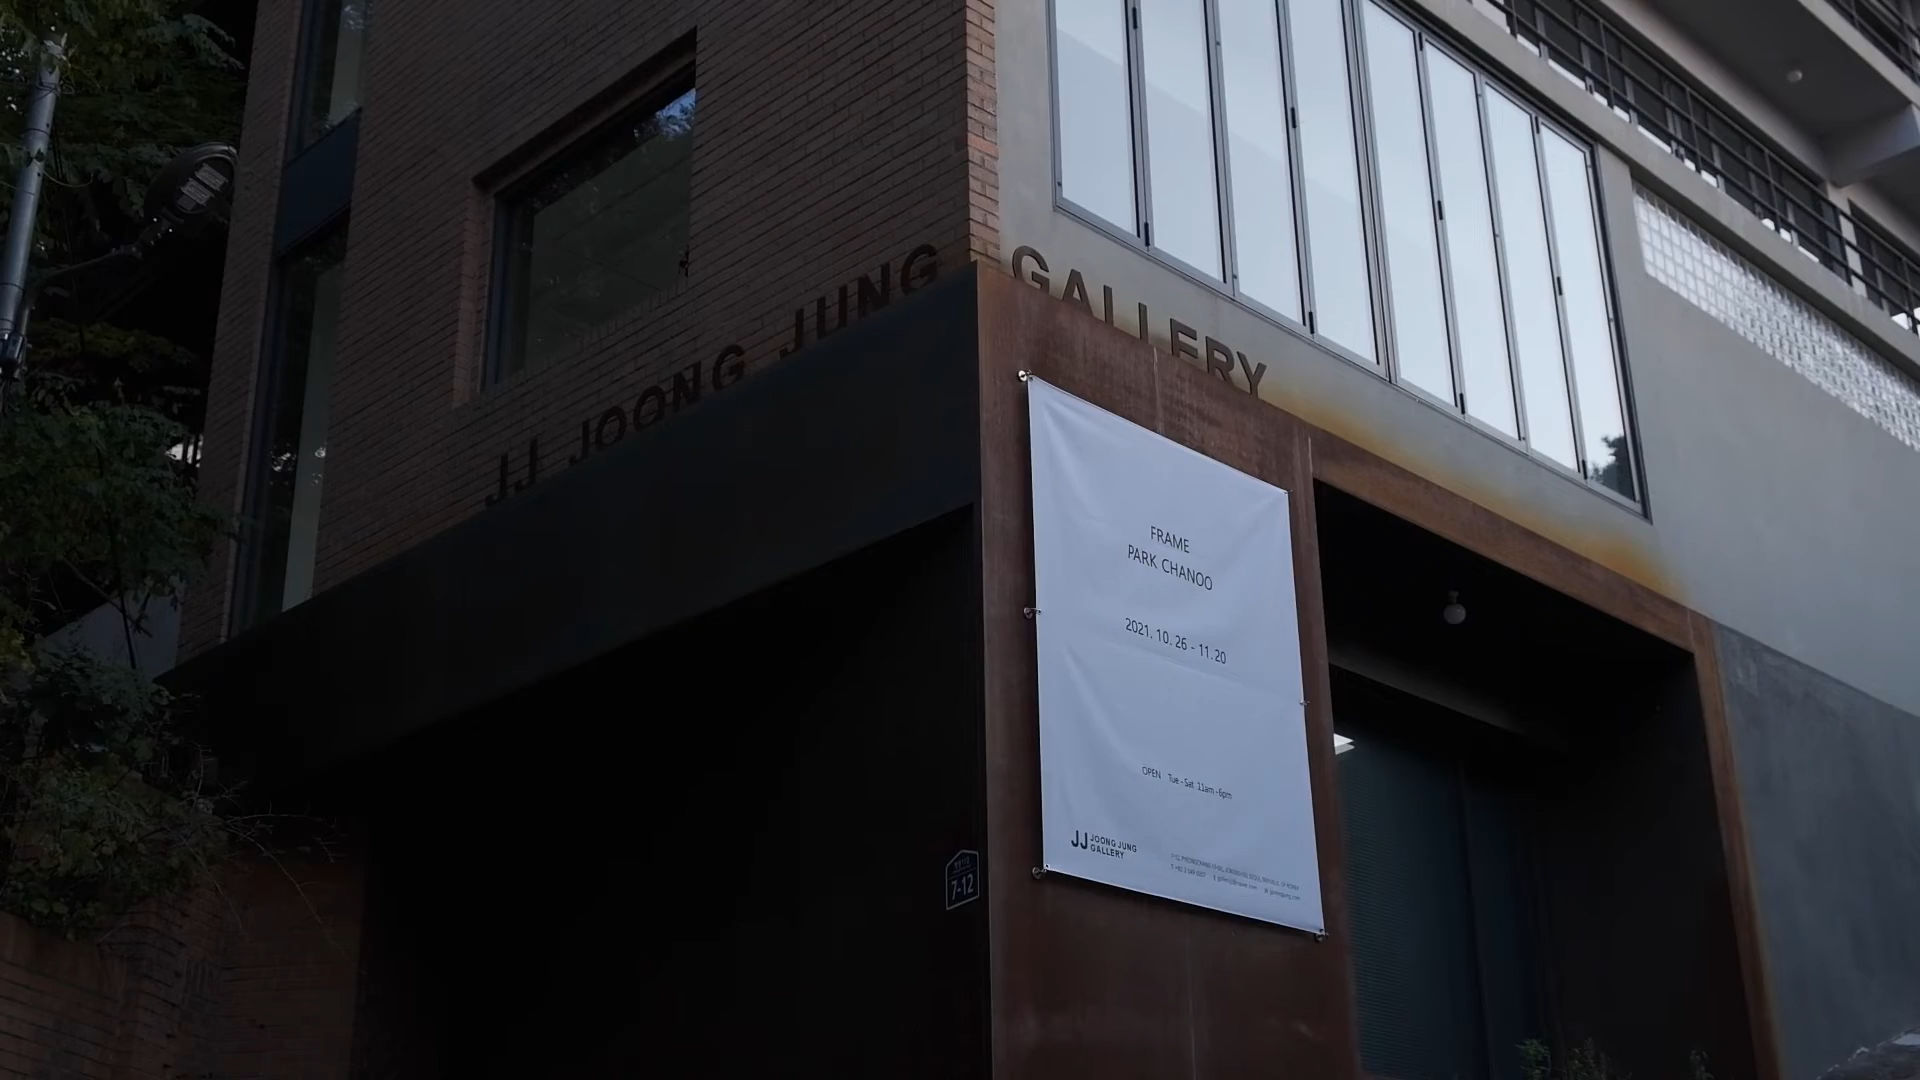 JJ JOONG JUNG GALLERY
FRAME
PARK CHANOO
2021. 10. 26 - 11. 20
OPEN Tue - Sat 11am - 6pm
JJ JOONG JUNG
GALLERY
7-12